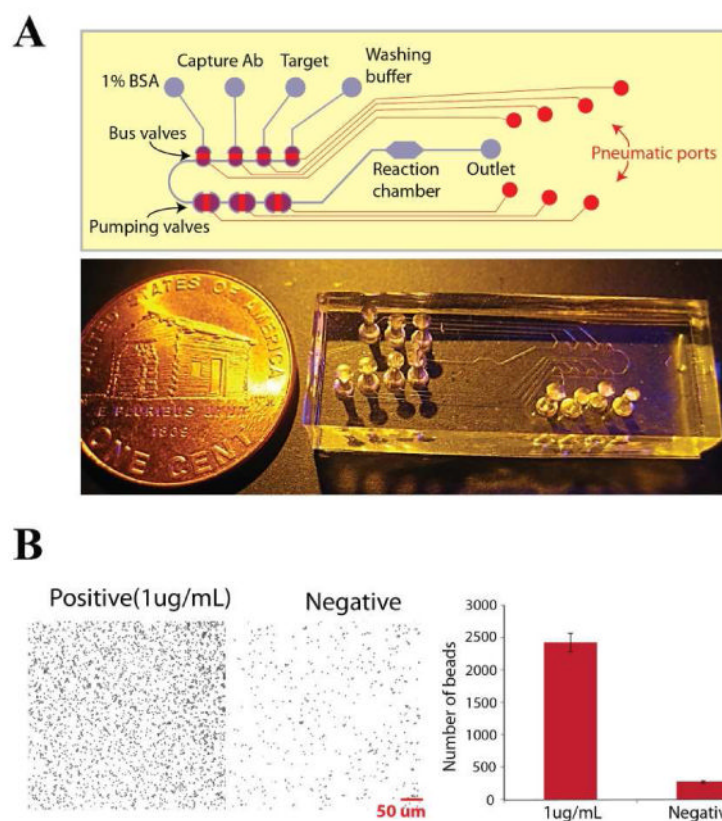 A
Capture Ab
Target
Washing
buffer
1% BSA
Bus valves
Pneumatic ports
Reaction
chamber
Outlet
Pumping valves
UNITED STATES OF AMERICA
E PLURIBUS UNUM
1809
ONE CENT
B
Positive(1ug/mL)
Negative
50 um
Number of beads
3000
2500
2000
1500
1000
500
0
1ug/mL
Negativ